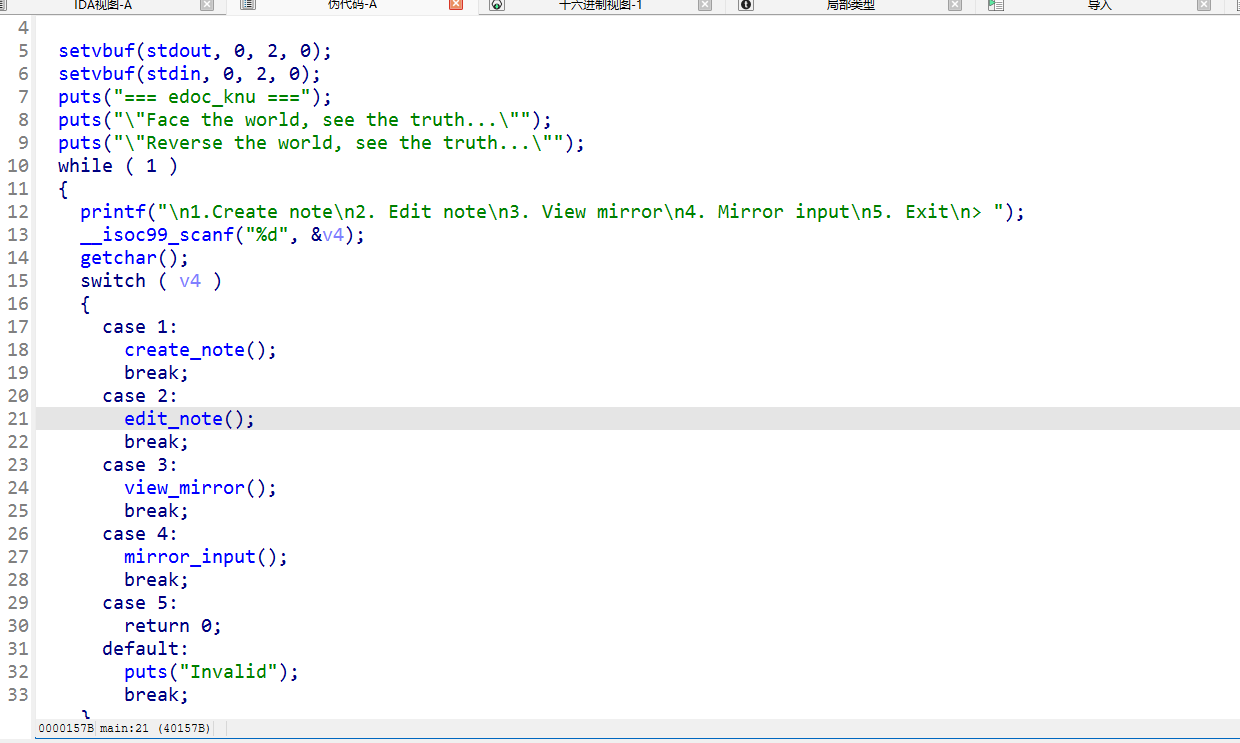 IDA视图-A 伪代码-A 十六进制视图-1 局部类型 导入
4
5 setvbuf(stdout, 0, 2, 0);
6 setvbuf(stdin, 0, 2, 0);
7 puts("=== edoc_knu ===");
8 puts("\"Face the world, see the truth...\"");
9 puts("\"Reverse the world, see the truth...\"");
10 while ( 1 )
11 {
12 printf("\n1.Create note\n2. Edit note\n3. View mirror\n4. Mirror input\n5. Exit\n> ");
13 __isoc99_scanf("%d", &v4);
14 getchar();
15 switch ( v4 )
16 {
17 case 1:
18 create_note();
19 break;
20 case 2:
21 edit_note();
22 break;
23 case 3:
24 view_mirror();
25 break;
26 case 4:
27 mirror_input();
28 break;
29 case 5:
30 return 0;
31 default:
32 puts("Invalid");
33 break;
}
0000157B main:21 (40157B)